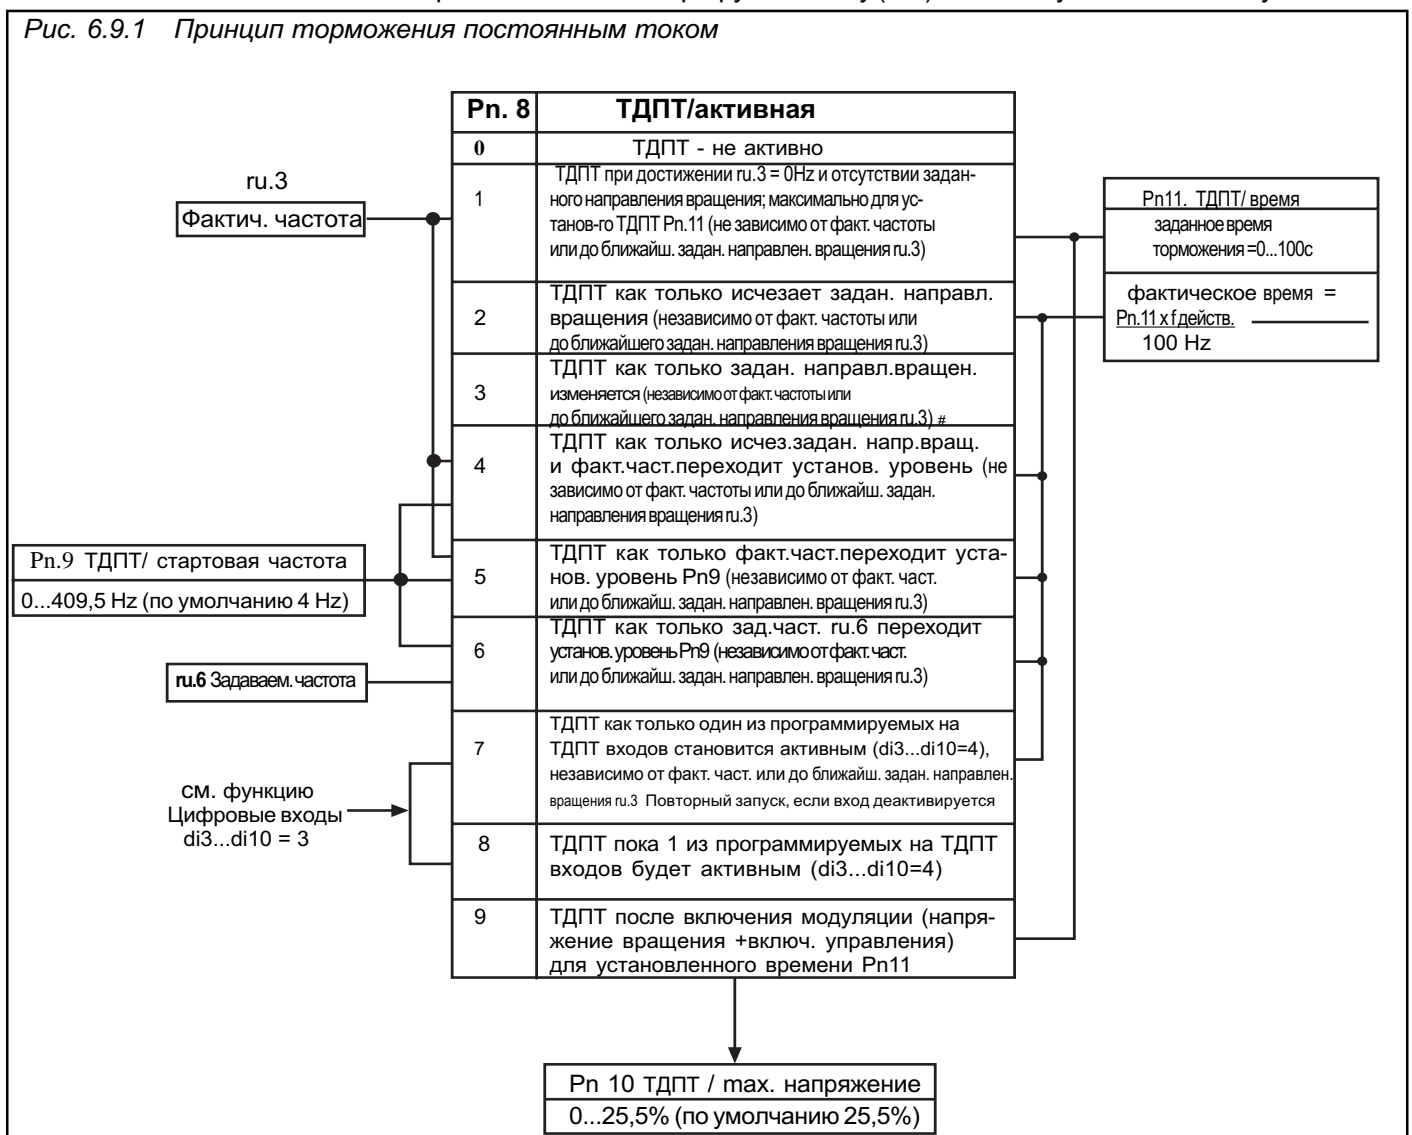 Рис. 6.9.1 Принцип торможения постоянным током
Pn. 8 ТДПТ/активная
0 ТДПТ - не активно
1 ТДПТ при достижении ru.3 = 0Hz и отсутствии задан-
ного направления вращения; максимально для ус-
танов-го ТДПТ Pn.11 (не зависимо от факт. частоты
или до ближайш. задан. направлен. вращения ru.3)
2 ТДПТ как только исчезает задан. направл.
вращения (независимо от факт. частоты или
до ближайшего задан. направления вращения ru.3)
3 ТДПТ как только задан. направл.вращен.
изменяется (независимо от факт. частоты или
до ближайшего задан. направления вращения ru.3) #
4 ТДПТ как только исчез.задан. напр.вращ.
и факт.част.переходит установ. уровень (не
зависимо от факт. частоты или до ближайш. задан.
направления вращения ru.3)
5 ТДПТ как только факт.част.переходит уста-
нов. уровень Pn9 (независимо от факт. част.
или до ближайш. задан. направлен. вращения ru.3)
6 ТДПТ как только зад.част. ru.6 переходит
установ. уровень Pn9 (независимо от факт. част.
или до ближайш. задан. направлен. вращения ru.3)
7 ТДПТ как только один из программируемых на
ТДПТ входов становится активным (di3...di10=4),
независимо от факт. част. или до ближайш. задан. направлен.
вращения ru.3 Повторный запуск, если вход деактивируется
8 ТДПТ пока 1 из программируемых на ТДПТ
входов будет активным (di3...di10=4)
9 ТДПТ после включения модуляции (напря-
жение вращения +включ. управления)
для установленного времени Pn11
ru.3
Фактич. частота
Pn.9 ТДПТ/ стартовая частота
0...409,5 Hz (по умолчанию 4 Hz)
ru.6 Задаваем. частота
см. функцию
Цифровые входы
di3...di10 = 3
Pn11. ТДПТ/ время
заданное время
торможения =0...100с
фактическое время =
Pn.11 x f действ.
100 Hz
Pn 10 ТДПТ / max. напряжение
0...25,5% (по умолчанию 25,5%)